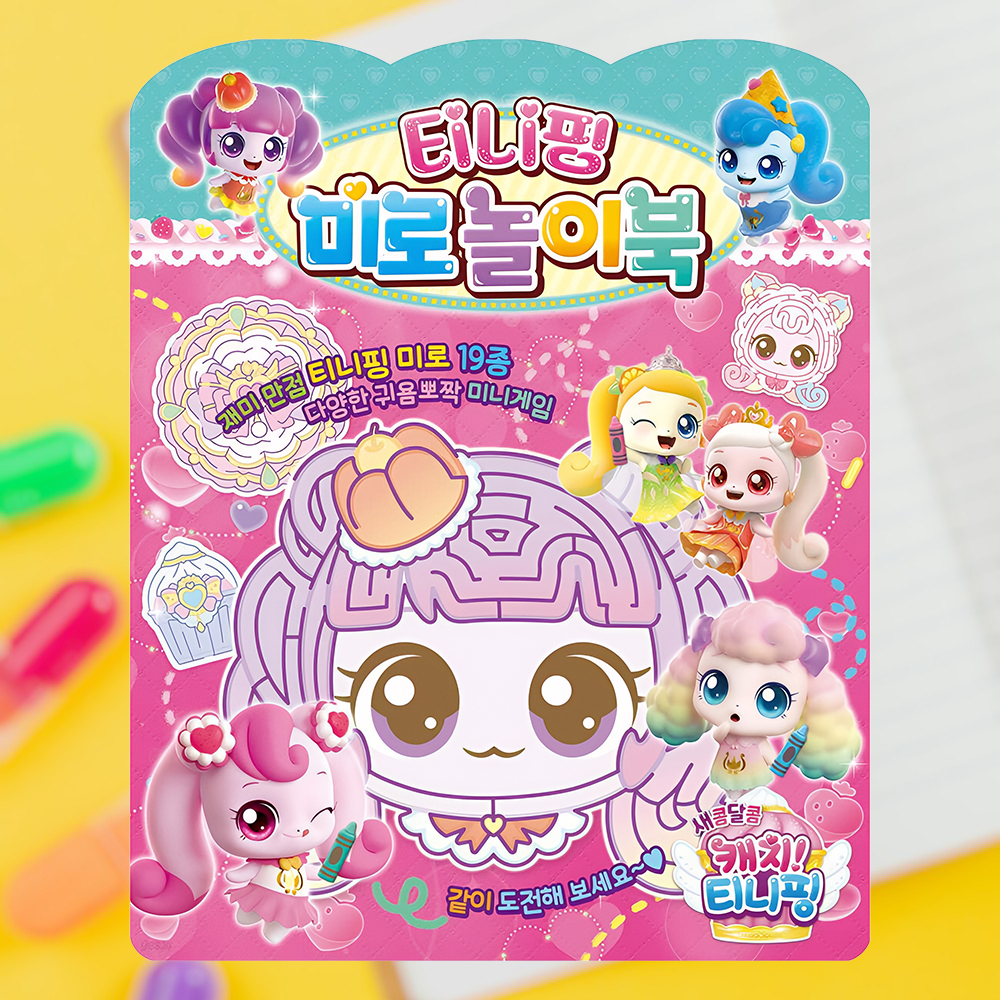 티니핑
미로 놀이북
재미 만점 티니핑 미로 19종
다양한 귀욤뽀짝 미니게임
같이 도전해 보세요~
새콤달콤
캐치!
티니핑